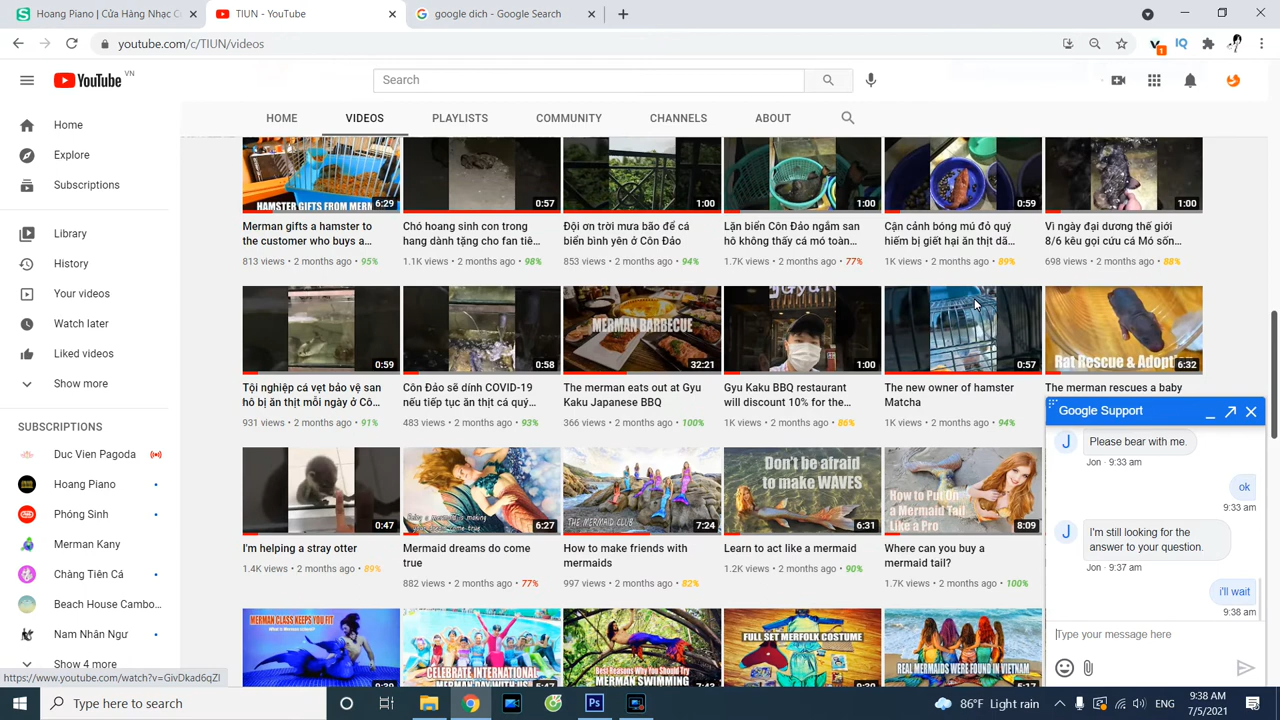 Hoang Piano | Cửa Hàng Nhạc C
TIUN - YouTube
google dich - Google Search
youtube.com/c/TIUN/videos
1
IQ
YouTube VN
Search
HOME
VIDEOS
PLAYLISTS
COMMUNITY
CHANNELS
ABOUT
Home
Explore
Subscriptions
Library
History
Your videos
Watch later
Liked videos
Show more
SUBSCRIPTIONS
Duc Vien Pagoda
Hoang Piano
Phóng Sinh
Merman Kany
Chàng Tiên Cá
Beach House Cambo...
Nam Nhân Ngư
Show 4 more
HAMSTER GIFTS FROM MERM
6:29
0:57
1:00
1:00
0:59
1:00
Merman gifts a hamster to
the customer who buys a...
813 views • 2 months ago • 95%
Chó hoang sinh con trong
hang dành tặng cho fan tiê...
1.1K views • 2 months ago • 98%
Đội ơn trời mưa bão để cá
biển bình yên ở Côn Đảo
853 views • 2 months ago • 94%
Lặn biển Côn Đảo ngắm san
hô không thấy cá mó toàn...
1.7K views • 2 months ago • 77%
Cận cảnh bóng mú đỏ quý
hiếm bị giết hại ăn thịt dã...
1K views • 2 months ago • 89%
Vì ngày đại dương thế giới
8/6 kêu gọi cứu cá Mó sốn...
698 views • 2 months ago • 88%
0:59
0:58
MERMAN BARBECUE
32:21
1:00
0:57
Rat Rescue & Adopti
6:32
Tội nghiệp cá vẹt bảo vệ san
hô bị ăn thịt mỗi ngày ở Cô...
931 views • 2 months ago • 91%
Côn Đảo sẽ dính COVID-19
nếu tiếp tục ăn thịt cá quý...
483 views • 2 months ago • 93%
The merman eats out at Gyu
Kaku Japanese BBQ
366 views • 2 months ago • 100%
Gyu Kaku BBQ restaurant
will discount 10% for the...
1K views • 2 months ago • 86%
The new owner of hamster
Matcha
1K views • 2 months ago • 94%
The merman rescues a baby
0:47
6:27
THE MERMAID CLUB
7:24
Don't be afraid
to make WAVES
6:31
How to Put On
a Mermaid Tail
Like a Pro
8:09
I'm helping a stray otter
1.4K views • 2 months ago • 89%
Mermaid dreams do come
true
882 views • 2 months ago • 77%
How to make friends with
mermaids
997 views • 2 months ago • 82%
Learn to act like a mermaid
1.2K views • 2 months ago • 90%
Where can you buy a
mermaid tail?
1.7K views • 2 months ago • 100%
MERMAN CLASS KEEPS YOU FIT
CELEBRATE INTERNATIONAL
Best Reasons Why You Should Try
MERMAN SWIMMING
FULL SET MERFOLK COSTUME
REAL MERMAIDS WERE FOUND IN VIETNAM
Google Support
J
Please bear with me.
Jon · 9:33 am
ok
9:33 am
J
I'm still looking for the
answer to your question.
Jon · 9:37 am
i'll wait
9:38 am
Type your message here
https://www.youtube.com/watch?v=GivDkad6qZI
Type here to search
Ps
86°F Light rain
ENG
9:38 AM
7/5/2021